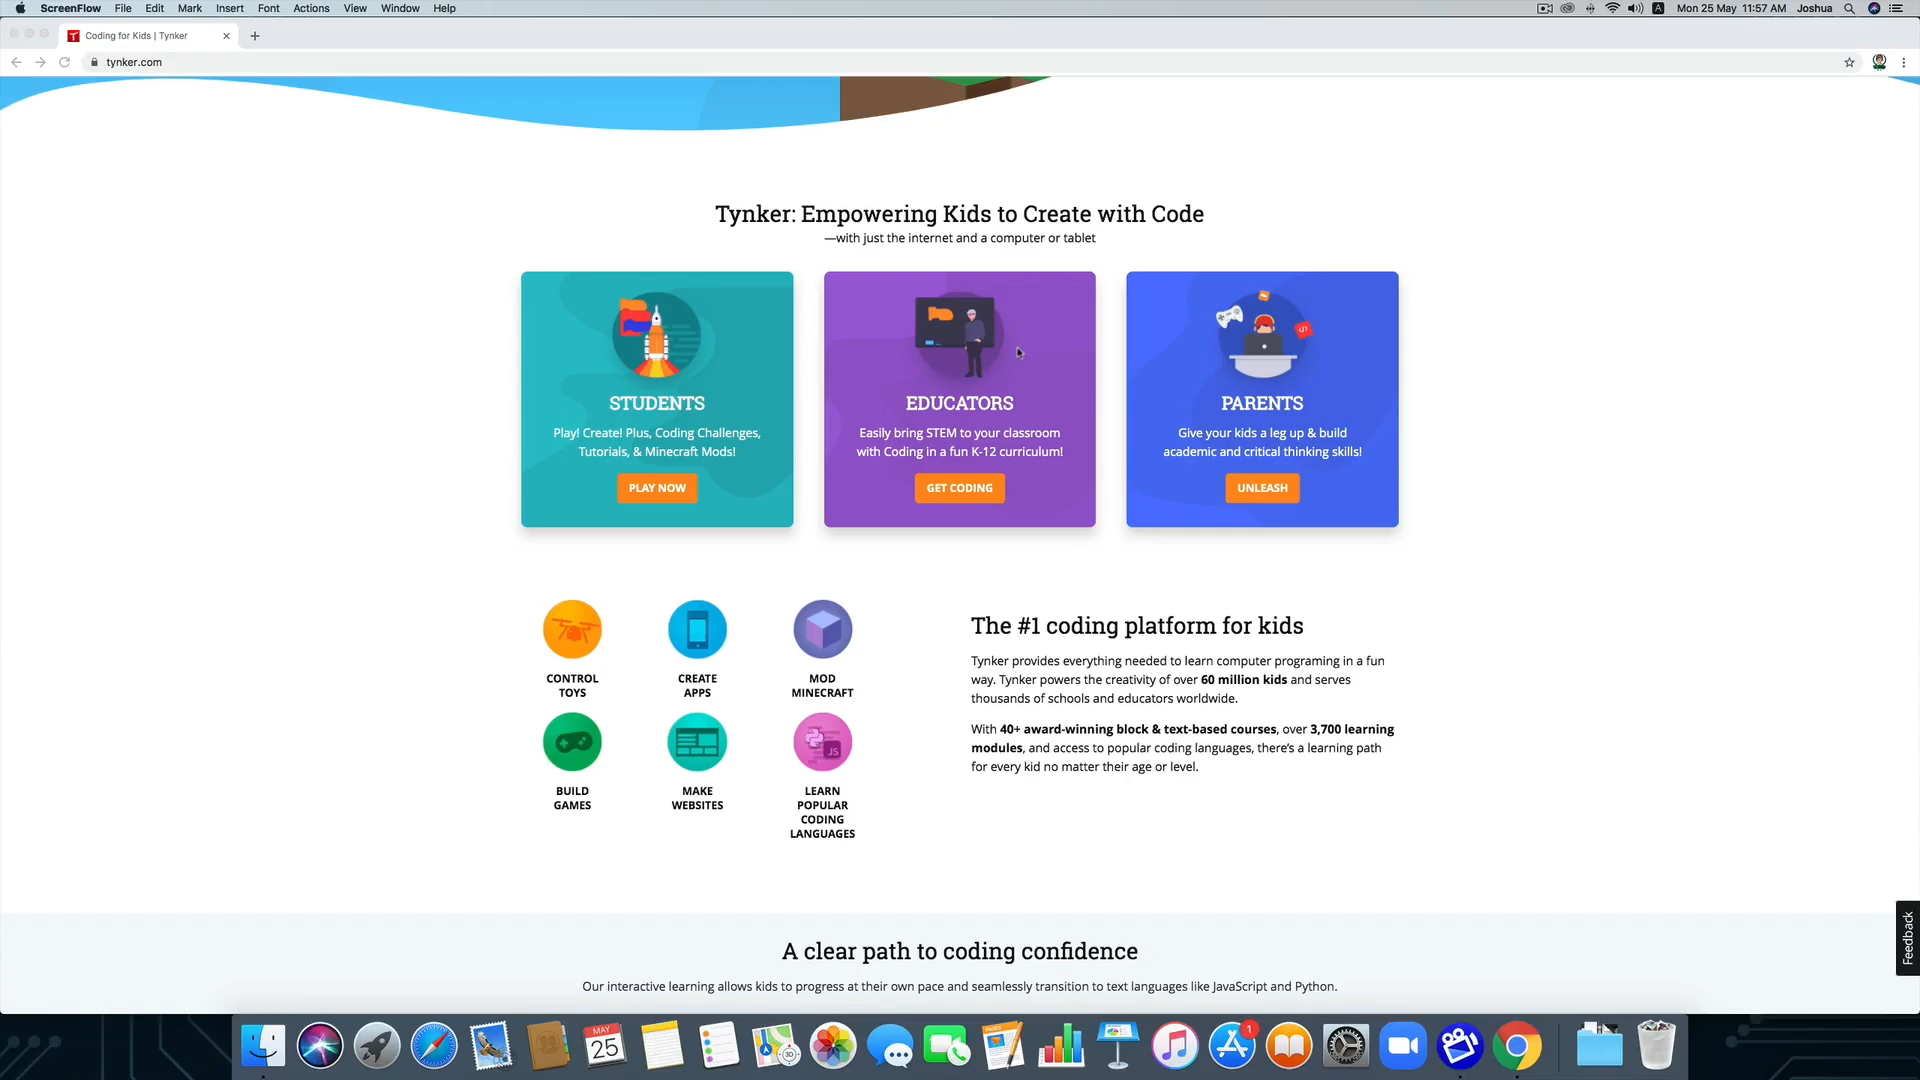 ScreenFlow File Edit Mark Insert Font Actions View Window Help
Mon 25 May 11:57 AM Joshua
Coding for Kids | Tynker
tynker.com
Tynker: Empowering Kids to Create with Code
—with just the internet and a computer or tablet
STUDENTS
Play! Create! Plus, Coding Challenges,
Tutorials, & Minecraft Mods!
PLAY NOW
EDUCATORS
Easily bring STEM to your classroom
with Coding in a fun K-12 curriculum!
GET CODING
PARENTS
Give your kids a leg up & build
academic and critical thinking skills!
UNLEASH
CONTROL
TOYS
CREATE
APPS
MOD
MINECRAFT
JS
BUILD
GAMES
MAKE
WEBSITES
LEARN
POPULAR
CODING
LANGUAGES
The #1 coding platform for kids
Tynker provides everything needed to learn computer programing in a fun
way. Tynker powers the creativity of over 60 million kids and serves
thousands of schools and educators worldwide.
With 40+ award-winning block & text-based courses, over 3,700 learning
modules, and access to popular coding languages, there's a learning path
for every kid no matter their age or level.
Feedback
A clear path to coding confidence
Our interactive learning allows kids to progress at their own pace and seamlessly transition to text languages like JavaScript and Python.
MAY
25
3D
PAGES
1